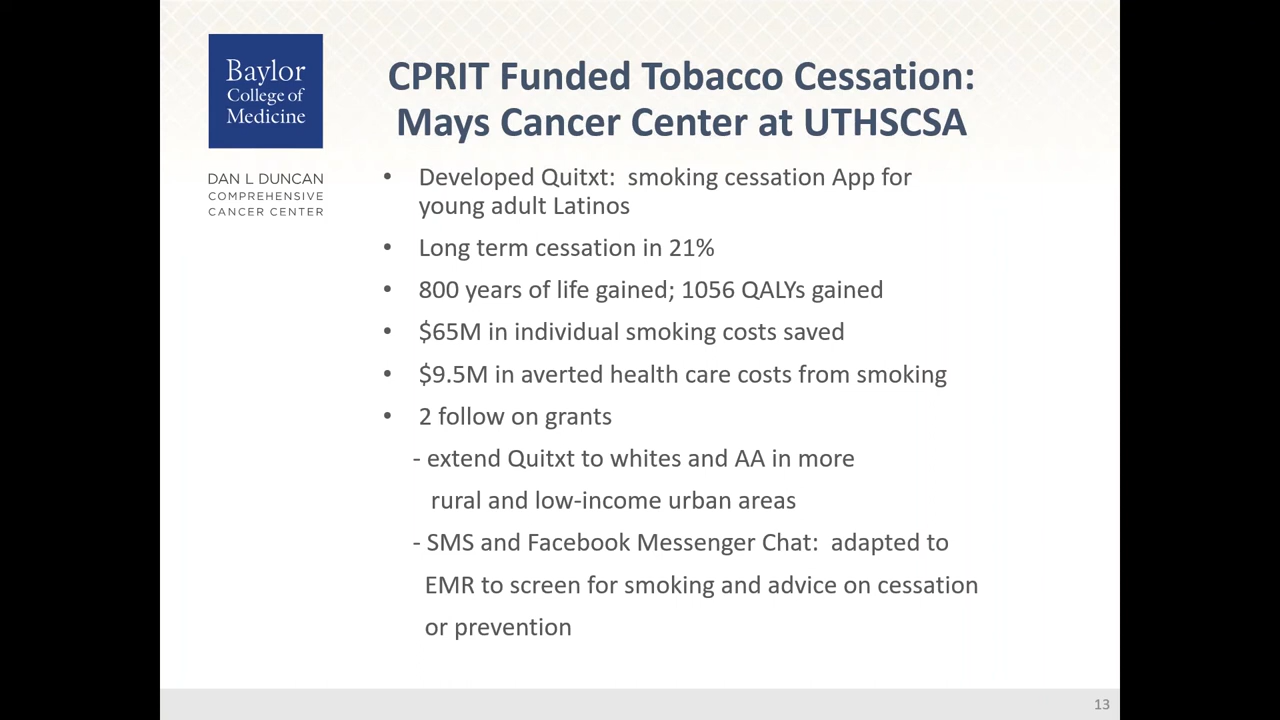 Baylor
College of
Medicine
DAN L DUNCAN
COMPREHENSIVE
CANCER CENTER
CPRIT Funded Tobacco Cessation:
Mays Cancer Center at UTHSCSA
• Developed Quitxt:  smoking cessation App for
young adult Latinos
• Long term cessation in 21%
• 800 years of life gained; 1056 QALYs gained
• $65M in individual smoking costs saved
• $9.5M in averted health care costs from smoking
• 2 follow on grants
- extend Quitxt to whites and AA in more
rural and low-income urban areas
- SMS and Facebook Messenger Chat:  adapted to
EMR to screen for smoking and advice on cessation
or prevention
13